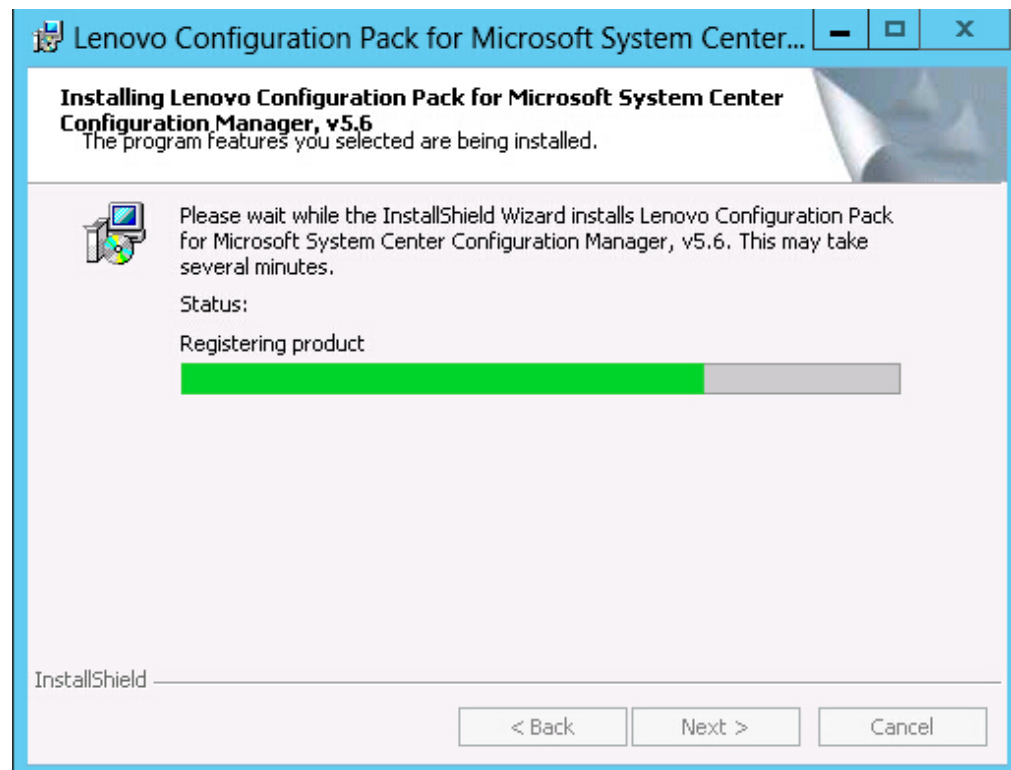 Lenovo Configuration Pack for Microsoft System Center...
Installing Lenovo Configuration Pack for Microsoft System Center
Configuration Manager, v5.6
The program features you selected are being installed.
Please wait while the InstallShield Wizard installs Lenovo Configuration Pack
for Microsoft System Center Configuration Manager, v5.6. This may take
several minutes.
Status:
Registering product
InstallShield
< Back
Next >
Cancel